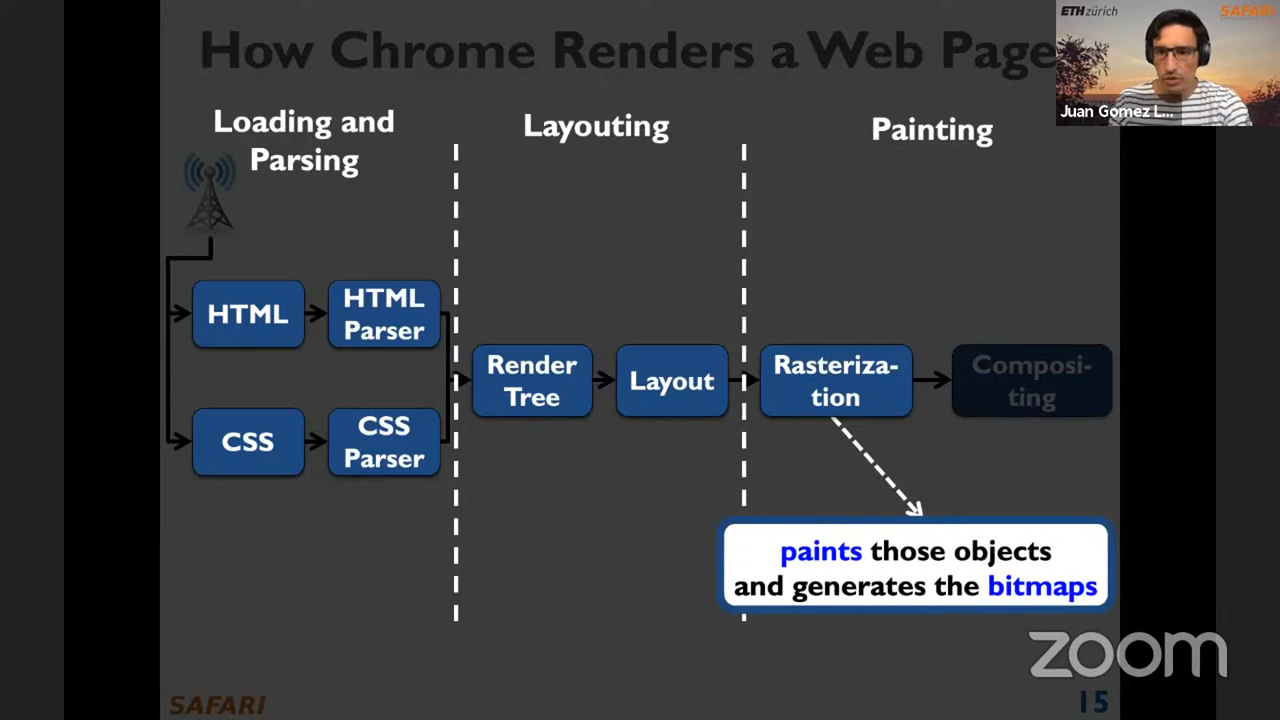 How Chrome Renders a Web Page
ETH zürich
SAFARI
Juan Gomez L...
Loading and
Parsing
Layouting
Painting
HTML
HTML
Parser
CSS
CSS
Parser
Render
Tree
Layout
Rasteriza-
tion
Composi-
ting
paints those objects
and generates the bitmaps
zoom
SAFARI
15